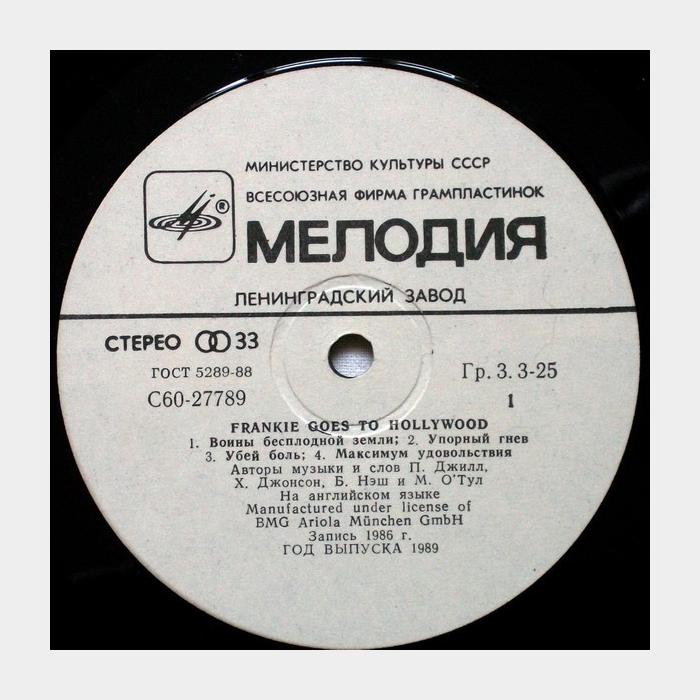 МИНИСТЕРСТВО КУЛЬТУРЫ СССР
ВСЕСОЮЗНАЯ ФИРМА ГРАМПЛАСТИНОК
®
МЕЛОДИЯ
ЛЕНИНГРАДСКИЙ ЗАВОД
СТЕРЕО 33
ГОСТ 5289-88
Гр. 3. 3-25
С60-27789
1
FRANKIE GOES TO HOLLYWOOD
1. Воины бесплодной земли; 2. Упорный гнев
3. Убей боль; 4. Максимум удовольствия
Авторы музыки и слов П. Джилл,
Х. Джонсон, Б. Нэш и М. О'Тул
На английском языке
Manufactured under license of
BMG Ariola München GmbH
Запись 1986 г.
ГОД ВЫПУСКА 1989